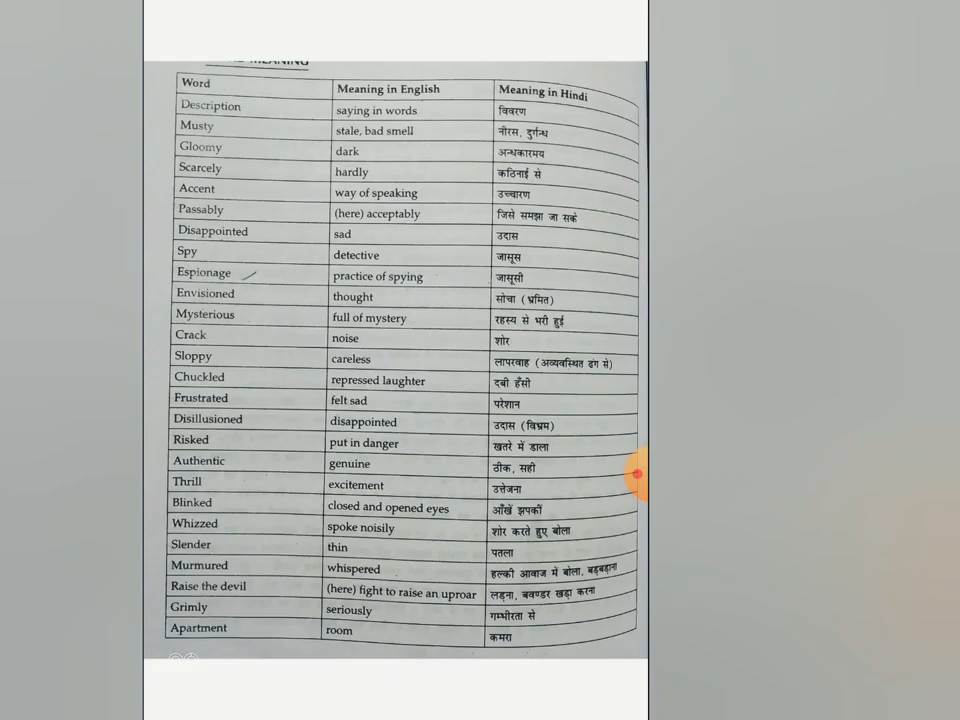 MEANING
Word Meaning in English Meaning in Hindi
Description saying in words विवरण
Musty stale, bad smell नीरस, दुर्गन्ध
Gloomy dark अन्धकारमय
Scarcely hardly कठिनाई से
Accent way of speaking उच्चारण
Passably (here) acceptably जिसे समझा जा सके
Disappointed sad उदास
Spy detective जासूस
Espionage practice of spying जासूसी
Envisioned thought सोचा (भ्रमित)
Mysterious full of mystery रहस्य से भरी हुई
Crack noise शोर
Sloppy careless लापरवाह (अव्यवस्थित ढंग से)
Chuckled repressed laughter दबी हँसी
Frustrated felt sad परेशान
Disillusioned disappointed उदास (विभ्रम)
Risked put in danger खतरे में डाला
Authentic genuine ठीक, सही
Thrill excitement उत्तेजना
Blinked closed and opened eyes आँखें झपकीं
Whizzed spoke noisily शोर करते हुए बोला
Slender thin पतला
Murmured whispered हल्की आवाज में बोला, बड़बड़ाना
Raise the devil (here) fight to raise an uproar लड़ना, बवण्डर खड़ा करना
Grimly seriously गम्भीरता से
Apartment room कमरा